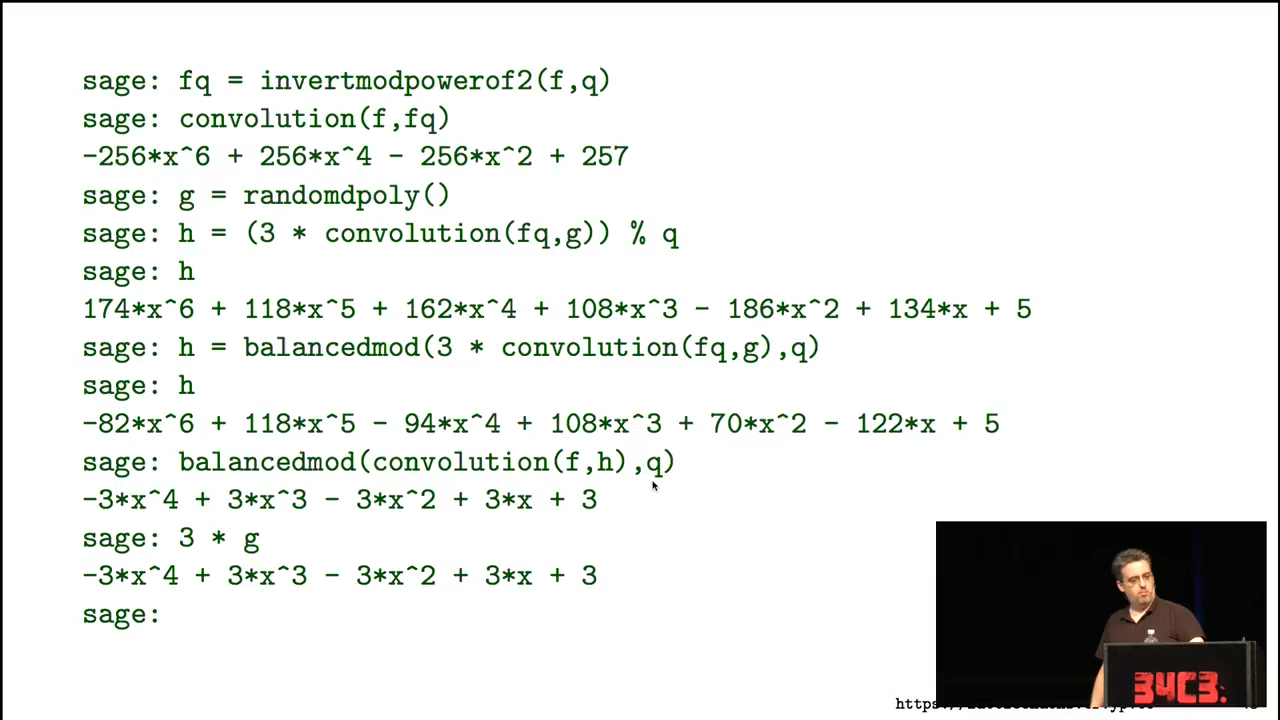 sage: fq = invertmodpowerof2(f,q)
sage: convolution(f,fq)
-256*x^6 + 256*x^4 - 256*x^2 + 257
sage: g = randomdpoly()
sage: h = (3 * convolution(fq,g)) % q
sage: h
174*x^6 + 118*x^5 + 162*x^4 + 108*x^3 - 186*x^2 + 134*x + 5
sage: h = balancedmod(3 * convolution(fq,g),q)
sage: h
-82*x^6 + 118*x^5 - 94*x^4 + 108*x^3 + 70*x^2 - 122*x + 5
sage: balancedmod(convolution(f,h),q)
-3*x^4 + 3*x^3 - 3*x^2 + 3*x + 3
sage: 3 * g
-3*x^4 + 3*x^3 - 3*x^2 + 3*x + 3
sage:
34C3.